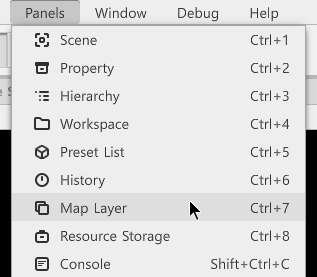 Panels Window Debug Help
Scene Ctrl+1
Property Ctrl+2
Hierarchy Ctrl+3
Workspace Ctrl+4
Preset List Ctrl+5
History Ctrl+6
Map Layer Ctrl+7
Resource Storage Ctrl+8
Console Shift+Ctrl+C